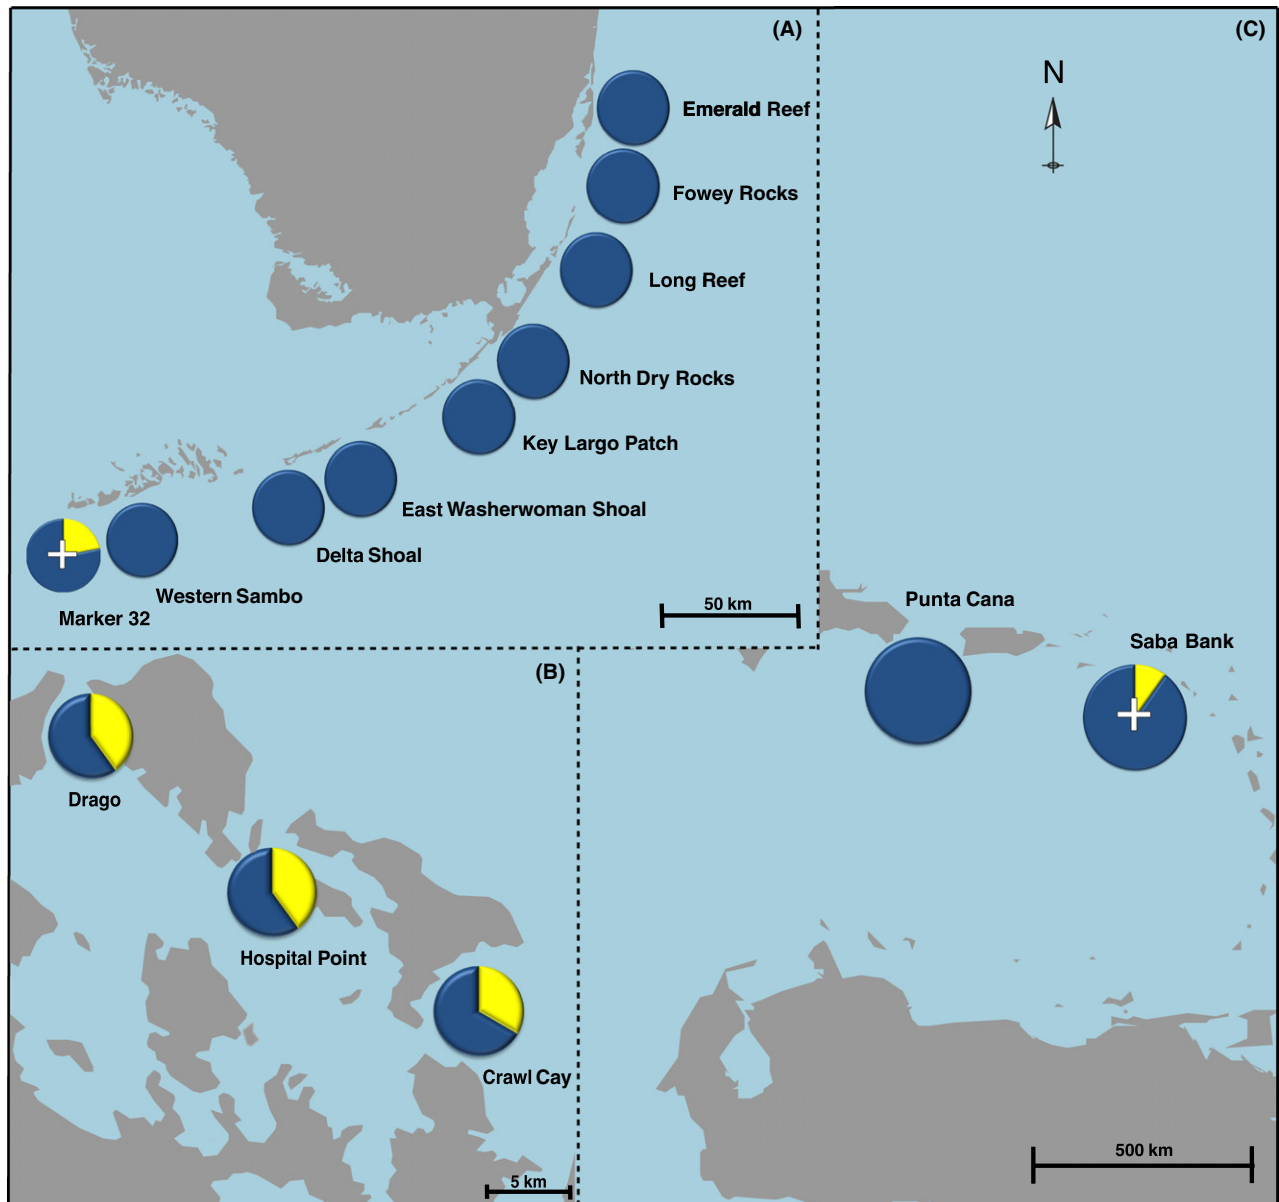 (A)
(C)
N
Emerald Reef
Fowey Rocks
Long Reef
North Dry Rocks
Key Largo Patch
East Washerwoman Shoal
Delta Shoal
Western Sambo
Marker 32
50 km
Punta Cana
Saba Bank
(B)
Drago
Hospital Point
Crawl Cay
5 km
500 km